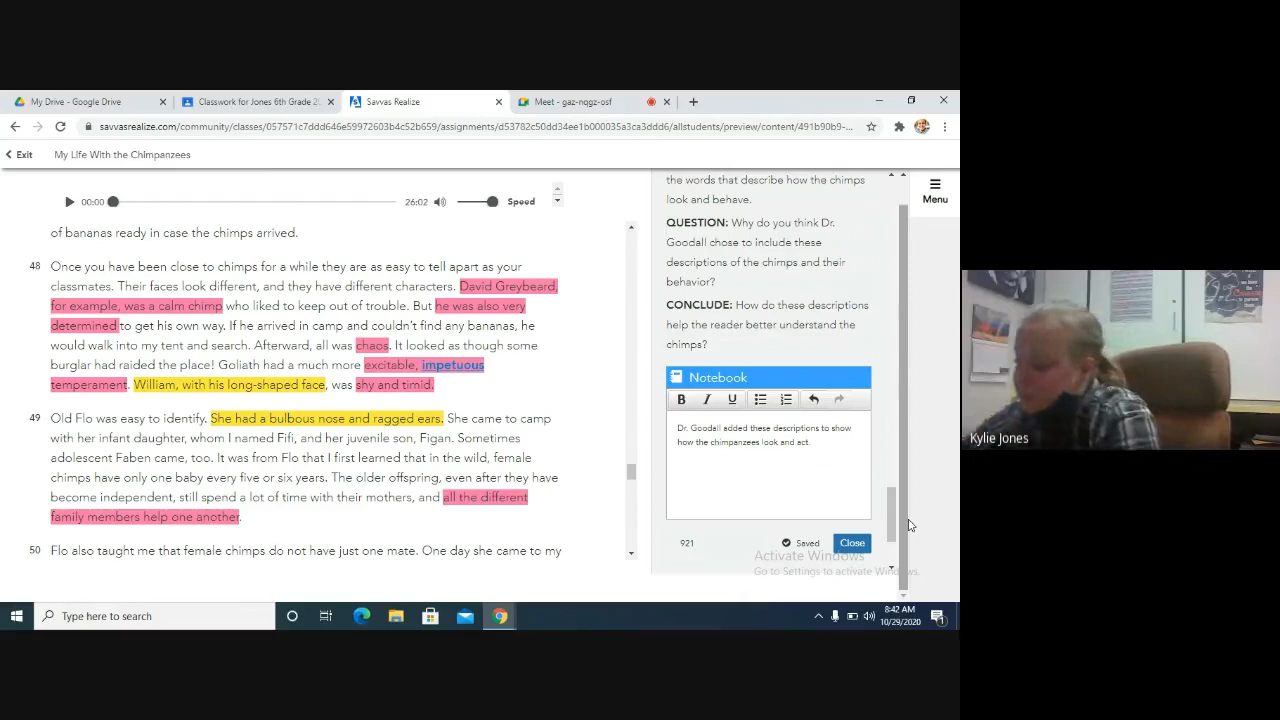 My Drive - Google Drive
Classwork for Jones 6th Grade 20
Savvas Realize
Meet - gaz-nqgz-osf
savvasrealize.com/community/classes/057571c7ddd646e59972603b4c52b659/assignments/d53782c50dd34ee1b000035a3ca3ddd6/allstudents/preview/content/491b90b9-...
Exit
My Life With the Chimpanzees
Menu
00:00
26:02
Speed
of bananas ready in case the chimps arrived.
48 Once you have been close to chimps for a while they are as easy to tell apart as your
classmates. Their faces look different, and they have different characters. David Greybeard,
for example, was a calm chimp who liked to keep out of trouble. But he was also very
determined to get his own way. If he arrived in camp and couldn't find any bananas, he
would walk into my tent and search. Afterward, all was chaos. It looked as though some
burglar had raided the place! Goliath had a much more excitable, impetuous
temperament. William, with his long-shaped face, was shy and timid.
49 Old Flo was easy to identify. She had a bulbous nose and ragged ears. She came to camp
with her infant daughter, whom I named Fifi, and her juvenile son, Figan. Sometimes
adolescent Faben came, too. It was from Flo that I first learned that in the wild, female
chimps have only one baby every five or six years. The older offspring, even after they have
become independent, still spend a lot of time with their mothers, and all the different
family members help one another.
50 Flo also taught me that female chimps do not have just one mate. One day she came to my
the words that describe how the chimps
look and behave.
QUESTION: Why do you think Dr.
Goodall chose to include these
descriptions of the chimps and their
behavior?
CONCLUDE: How do these descriptions
help the reader better understand the
chimps?
Notebook
B I U
Dr. Goodall added these descriptions to show
how the chimpanzees look and act.
921
Saved
Close
Activate Windows
Go to Settings to activate Windows.
Type here to search
8:42 AM
10/29/2020
1
Kylie Jones